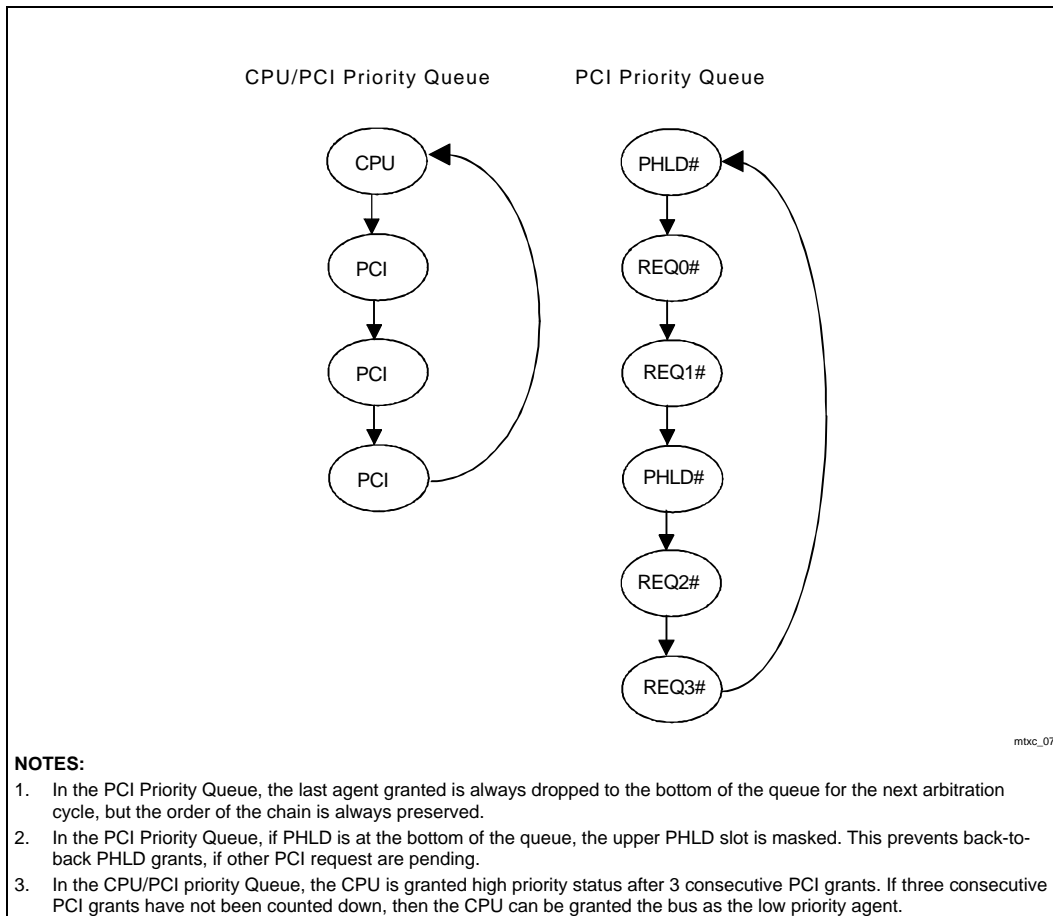 CPU/PCI Priority Queue
CPU
PCI
PCI
PCI
PCI Priority Queue
PHLD#
REQ0#
REQ1#
PHLD#
REQ2#
REQ3#
mtxc_07
NOTES:
1. In the PCI Priority Queue, the last agent granted is always dropped to the bottom of the queue for the next arbitration
cycle, but the order of the chain is always preserved.
2. In the PCI Priority Queue, if PHLD is at the bottom of the queue, the upper PHLD slot is masked. This prevents back-to-
back PHLD grants, if other PCI request are pending.
3. In the CPU/PCI priority Queue, the CPU is granted high priority status after 3 consecutive PCI grants. If three consecutive
PCI grants have not been counted down, then the CPU can be granted the bus as the low priority agent.